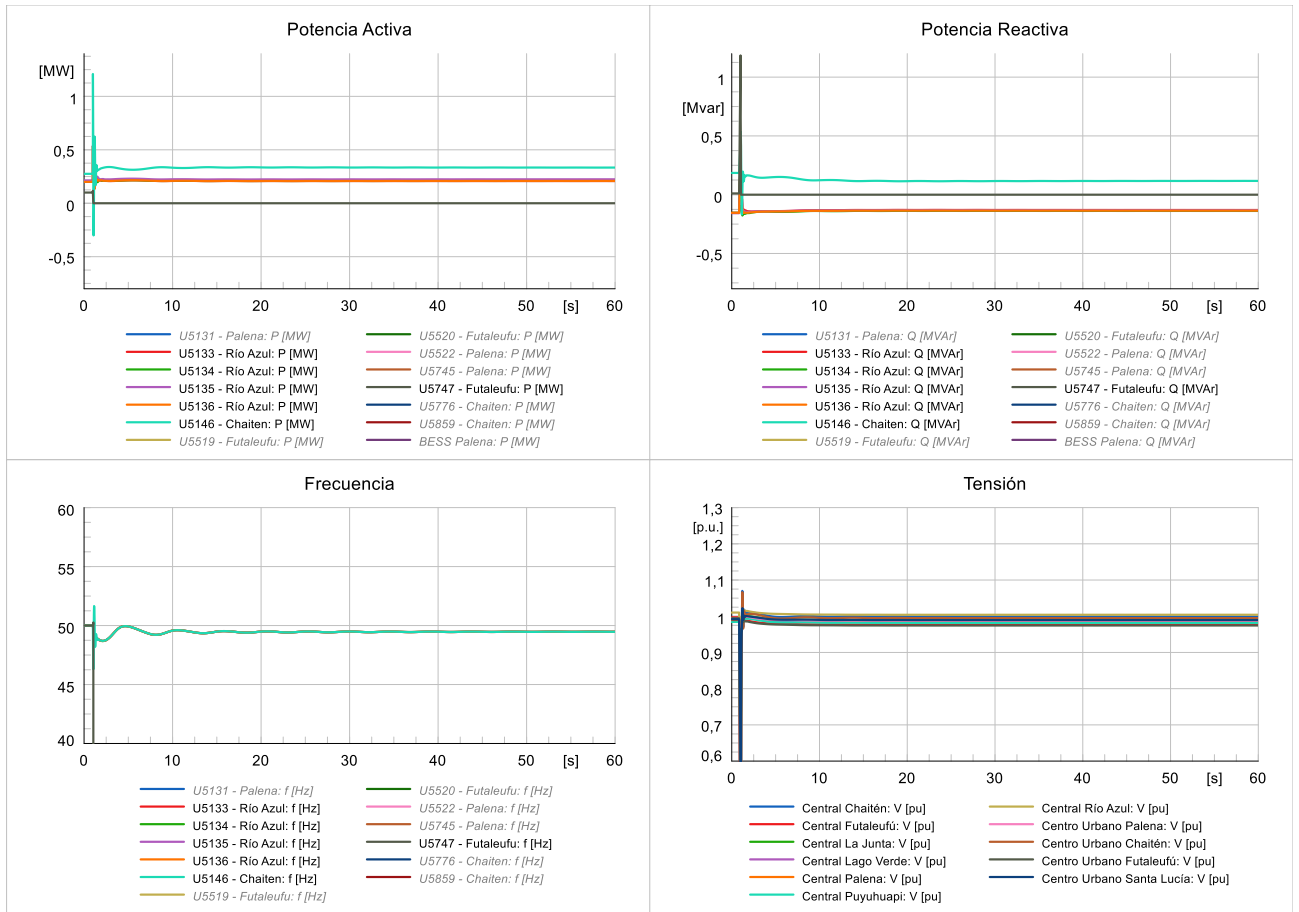 Potencia Activa
[MW]
1
0,5
0
-0,5
0 10 20 30 40 50 [s] 60
U5131 - Palena: P [MW]
U5133 - Río Azul: P [MW]
U5134 - Río Azul: P [MW]
U5135 - Río Azul: P [MW]
U5136 - Río Azul: P [MW]
U5146 - Chaiten: P [MW]
U5519 - Futaleufu: P [MW]
U5520 - Futaleufu: P [MW]
U5522 - Palena: P [MW]
U5745 - Palena: P [MW]
U5747 - Futaleufu: P [MW]
U5776 - Chaiten: P [MW]
U5859 - Chaiten: P [MW]
BESS Palena: P [MW]
Potencia Reactiva
1
[Mvar]
0,5
0
-0,5
0 10 20 30 40 50 [s] 60
U5131 - Palena: Q [MVAr]
U5133 - Río Azul: Q [MVAr]
U5134 - Río Azul: Q [MVAr]
U5135 - Río Azul: Q [MVAr]
U5136 - Río Azul: Q [MVAr]
U5146 - Chaiten: Q [MVAr]
U5519 - Futaleufu: Q [MVAr]
U5520 - Futaleufu: Q [MVAr]
U5522 - Palena: Q [MVAr]
U5745 - Palena: Q [MVAr]
U5747 - Futaleufu: Q [MVAr]
U5776 - Chaiten: Q [MVAr]
U5859 - Chaiten: Q [MVAr]
BESS Palena: Q [MVAr]
Frecuencia
60
55
50
45
40
0 10 20 30 40 50 [s] 60
U5131 - Palena: f [Hz]
U5133 - Río Azul: f [Hz]
U5134 - Río Azul: f [Hz]
U5135 - Río Azul: f [Hz]
U5136 - Río Azul: f [Hz]
U5146 - Chaiten: f [Hz]
U5519 - Futaleufu: f [Hz]
U5520 - Futaleufu: f [Hz]
U5522 - Palena: f [Hz]
U5745 - Palena: f [Hz]
U5747 - Futaleufu: f [Hz]
U5776 - Chaiten: f [Hz]
U5859 - Chaiten: f [Hz]
Tensión
1,3
[p.u.]
1,2
1,1
1
0,9
0,8
0,7
0,6
0 10 20 30 40 50 [s] 60
Central Chaitén: V [pu]
Central Futaleufú: V [pu]
Central La Junta: V [pu]
Central Lago Verde: V [pu]
Central Palena: V [pu]
Central Puyuhuapi: V [pu]
Central Río Azul: V [pu]
Centro Urbano Palena: V [pu]
Centro Urbano Chaitén: V [pu]
Centro Urbano Futaleufú: V [pu]
Centro Urbano Santa Lucía: V [pu]